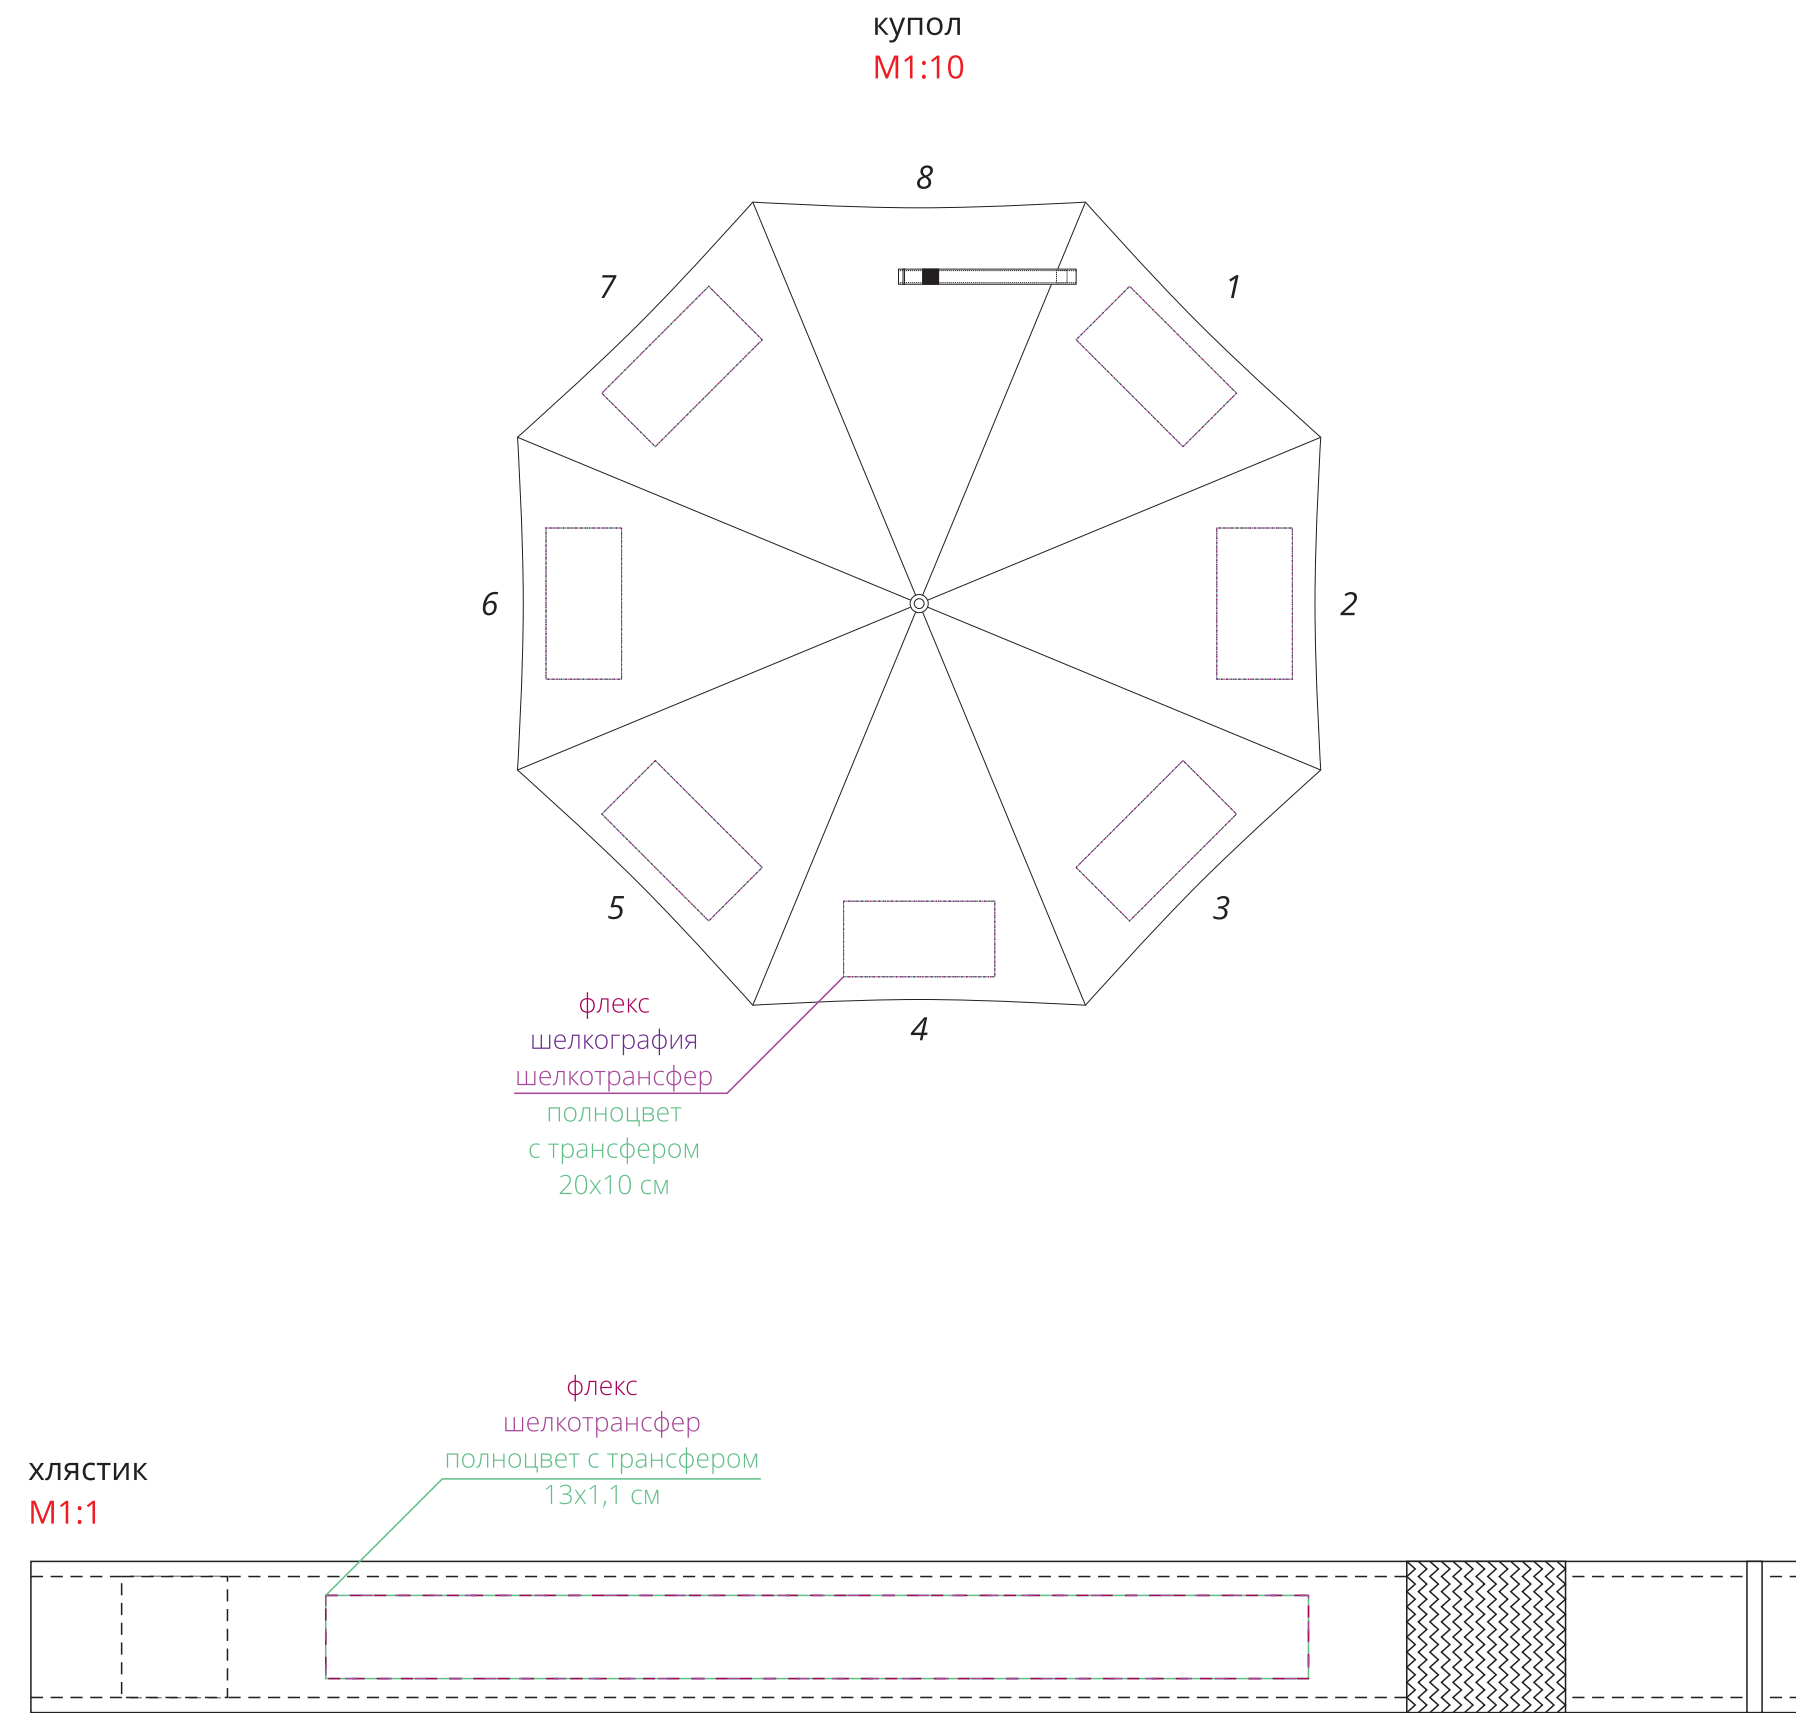 купол
М1:10
8
7
1
6
2
5
3
4
флекс
шелкография
шелкотрансфер
полноцвет
с трансфером
20х10 см
флекс
шелкотрансфер
полноцвет с трансфером
13х1,1 см
хлястик
М1:1